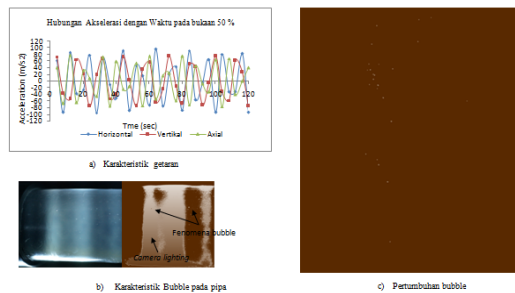 Hubungan Akselerasi dengan Waktu pada bukaan 50 %
Acceleration (m/s2)
120
100
80
60
40
20
0
-20
-40
-60
-80
-100
-120
0 20 40 60 80 100 120
Tme (sec)
Horizontal Vertikal Axial
a) Karakteristik getaran
Fenomena bubble
Camera lighting
b) Karakteristik Bubble pada pipa
c) Pertumbuhan bubble